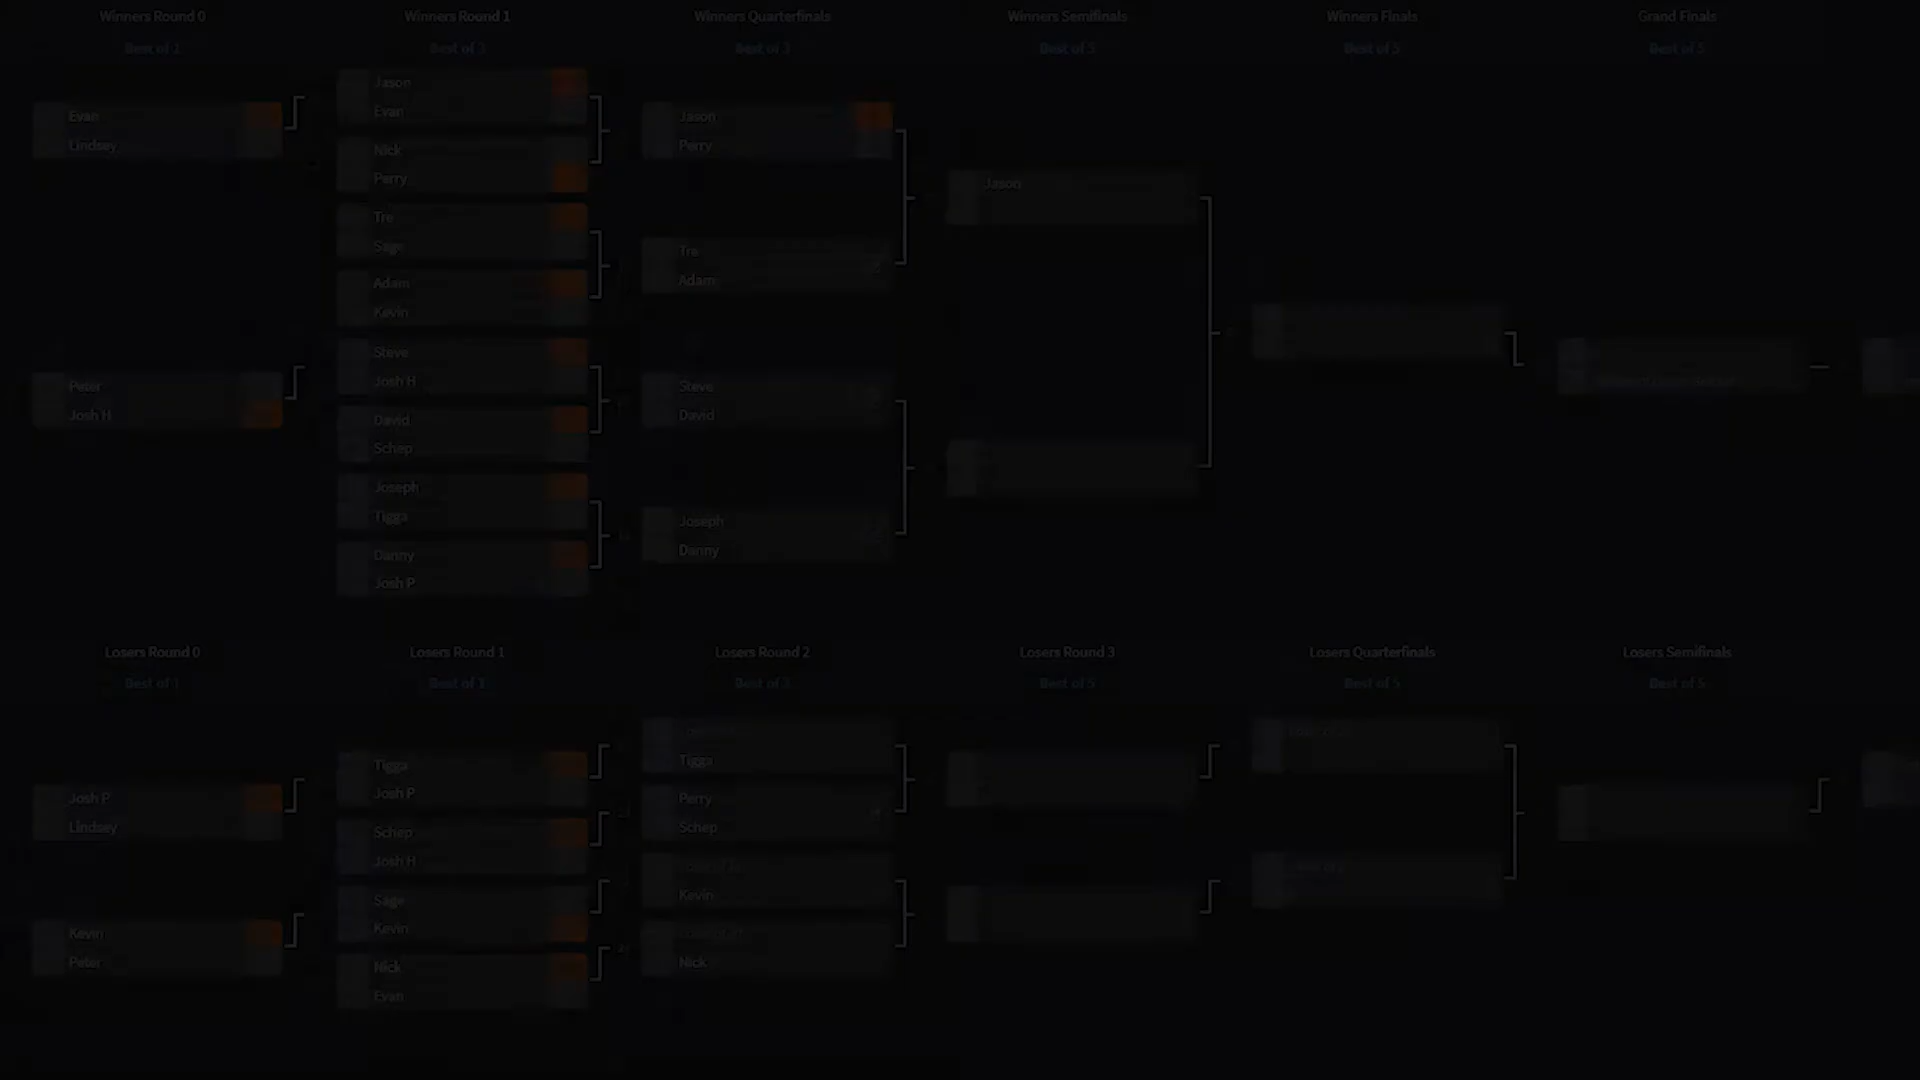 Winners Round 0
Winners Round 1
Winners Quarterfinals
Winners Semifinals
Winners Finals
Grand Finals
Best of 1
Best of 3
Best of 3
Best of 5
Best of 5
Best of 5
Evan
Lindsey
Peter
Josh H
Jason
Evan
Nick
Perry
Tre
Sage
Adam
Kevin
Steve
Josh H
David
Schep
Joseph
Tigga
Danny
Josh P
Jason
Perry
Tre
Adam
Steve
David
Joseph
Danny
Jason
Losers Round 0
Losers Round 1
Losers Round 2
Losers Round 3
Losers Quarterfinals
Losers Semifinals
Best of 1
Best of 1
Best of 3
Best of 5
Best of 5
Best of 5
Josh P
Lindsey
Kevin
Peter
Tigga
Josh P
Schep
Josh H
Sage
Kevin
Nick
Evan
Tigga
Perry
Schep
Kevin
Nick